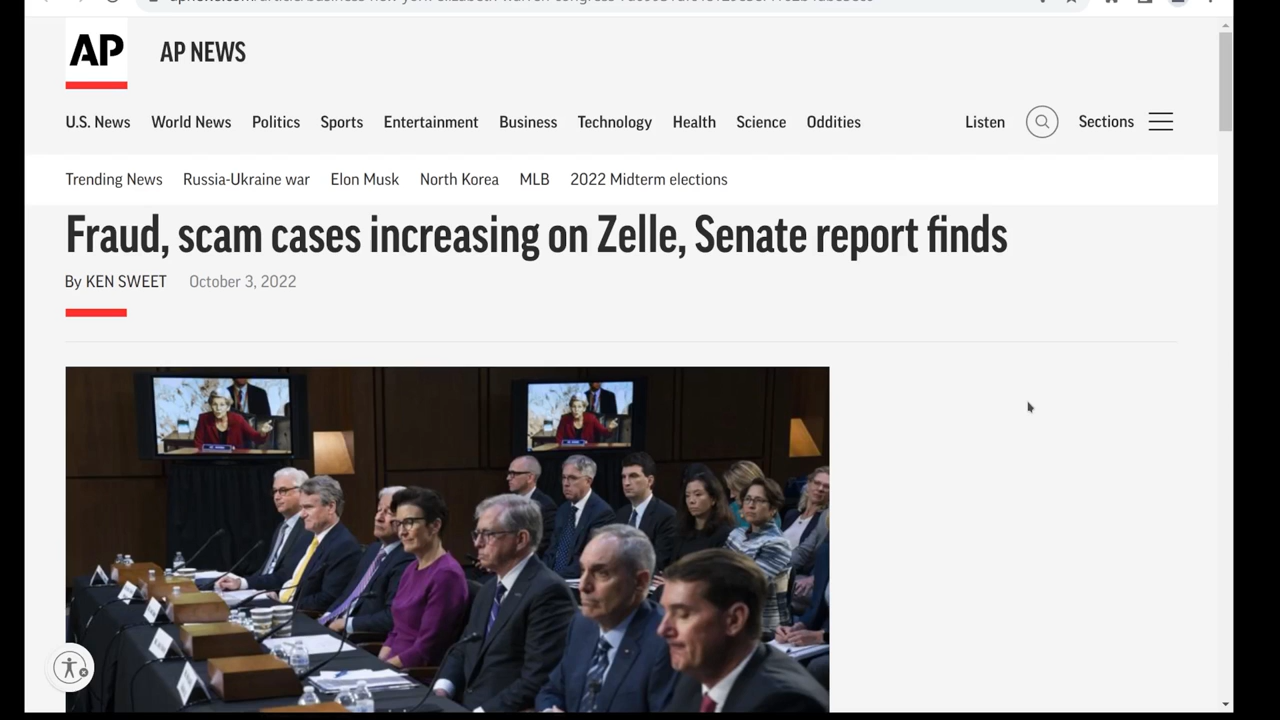 AP
AP NEWS
U.S. News World News Politics Sports Entertainment Business Technology Health Science Oddities Listen Sections
Trending News Russia-Ukraine war Elon Musk North Korea MLB 2022 Midterm elections
Fraud, scam cases increasing on Zelle, Senate report finds
By KEN SWEET October 3, 2022